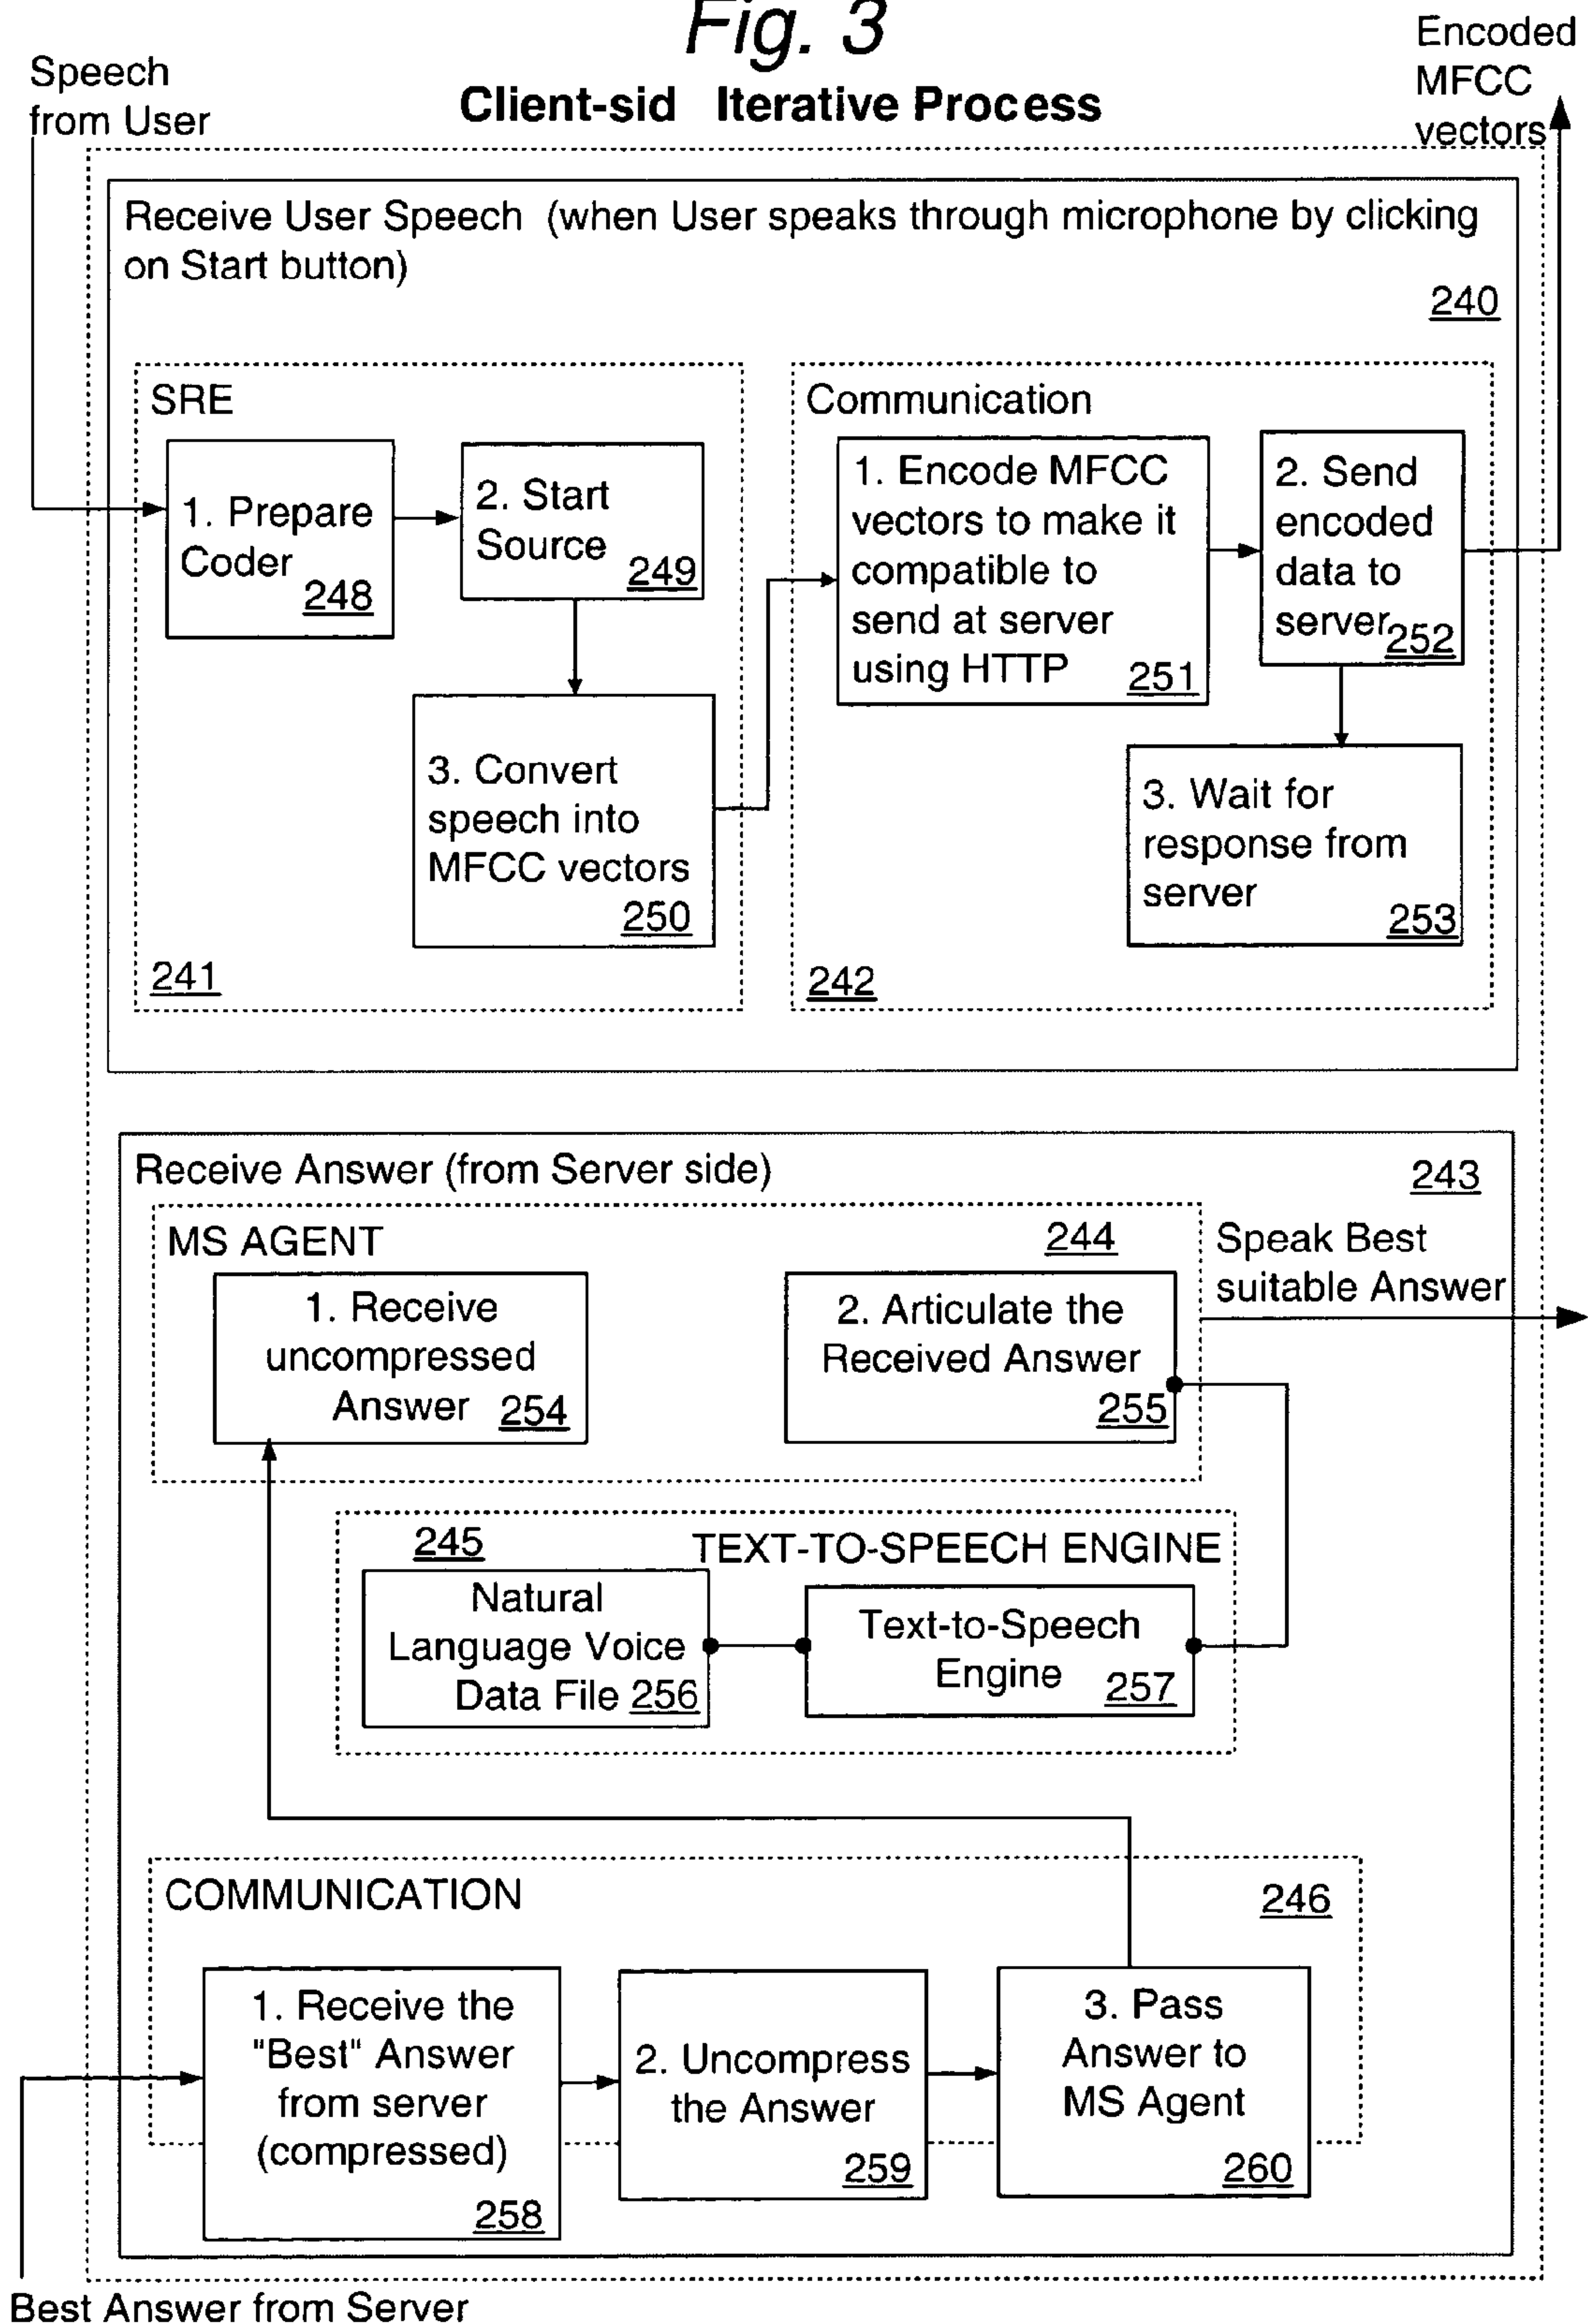 Fig. 3
Client-sid Iterative Process
Speech
from User
Encoded
MFCC
vectors
Receive User Speech (when User speaks through microphone by clicking
on Start button)
240
SRE
1. Prepare
Coder
248
2. Start
Source
249
3. Convert
speech into
MFCC vectors
250
241
Communication
1. Encode MFCC
vectors to make it
compatible to
send at server
using HTTP
251
2. Send
encoded
data to
server
252
3. Wait for
response from
server
253
242
Receive Answer (from Server side)
243
MS AGENT
244
1. Receive
uncompressed
Answer 254
2. Articulate the
Received Answer
255
Speak Best
suitable Answer
245
TEXT-TO-SPEECH ENGINE
Natural
Language Voice
Data File 256
Text-to-Speech
Engine
257
COMMUNICATION
246
1. Receive the
"Best" Answer
from server
(compressed)
258
2. Uncompress
the Answer
259
3. Pass
Answer to
MS Agent
260
Best Answer from Server